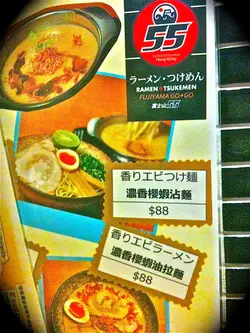 55
Hong Kong
ラーメン・つけめん
RAMEN TSUKEMEN
FUJIYAMA GO★GO
富士山55
香りエビつけ麺
濃香櫻蝦沾麵
$88
香りエビラーメン
濃香櫻蝦油拉麵
$88